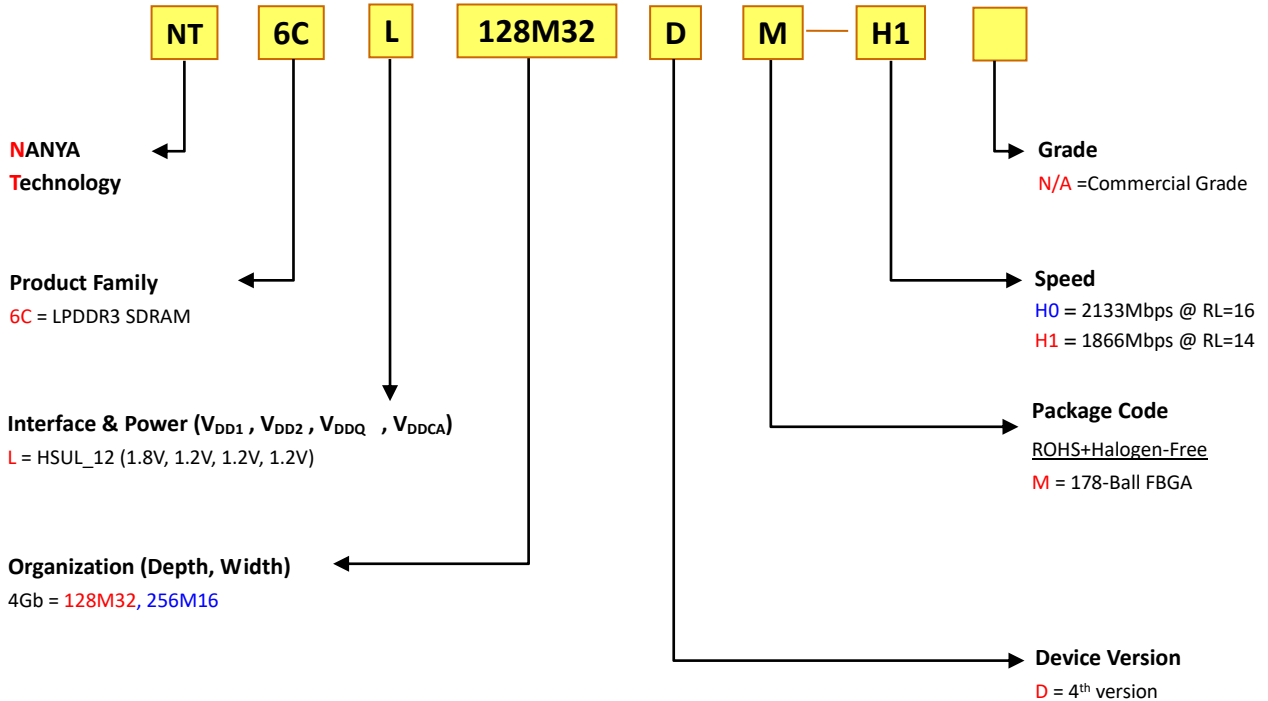 NT 6C L 128M32 D M H1
NANYA
Technology
Grade
N/A =Commercial Grade
Product Family
6C = LPDDR3 SDRAM
Speed
H0 = 2133Mbps @ RL=16
H1 = 1866Mbps @ RL=14
Interface & Power (VDD1 , VDD2 , VDDQ , VDDCA)
L = HSUL_12 (1.8V, 1.2V, 1.2V, 1.2V)
Package Code
ROHS+Halogen-Free
M = 178-Ball FBGA
Organization (Depth, Width)
4Gb = 128M32, 256M16
Device Version
D = 4th version